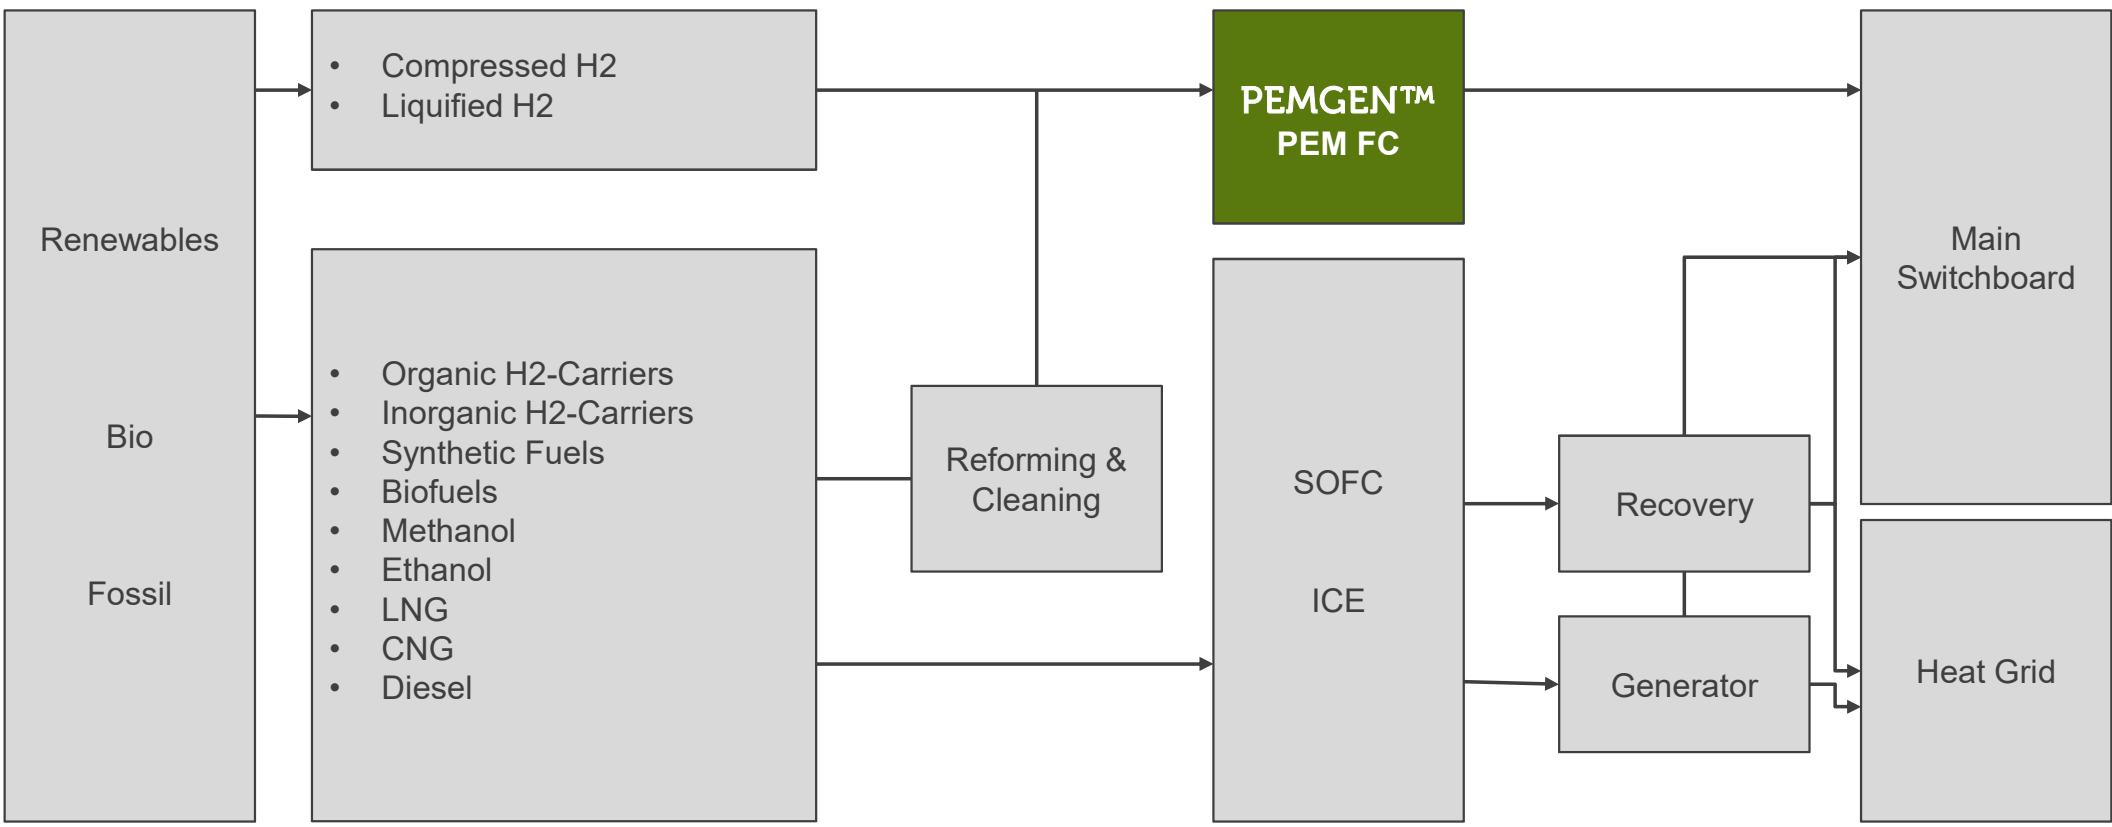 Renewables
Bio
Fossil
• Compressed H2
• Liquified H2
• Organic H2-Carriers
• Inorganic H2-Carriers
• Synthetic Fuels
• Biofuels
• Methanol
• Ethanol
• LNG
• CNG
• Diesel
Reforming &
Cleaning
PEMGEN™
PEM FC
SOFC
ICE
Recovery
Generator
Main
Switchboard
Heat Grid